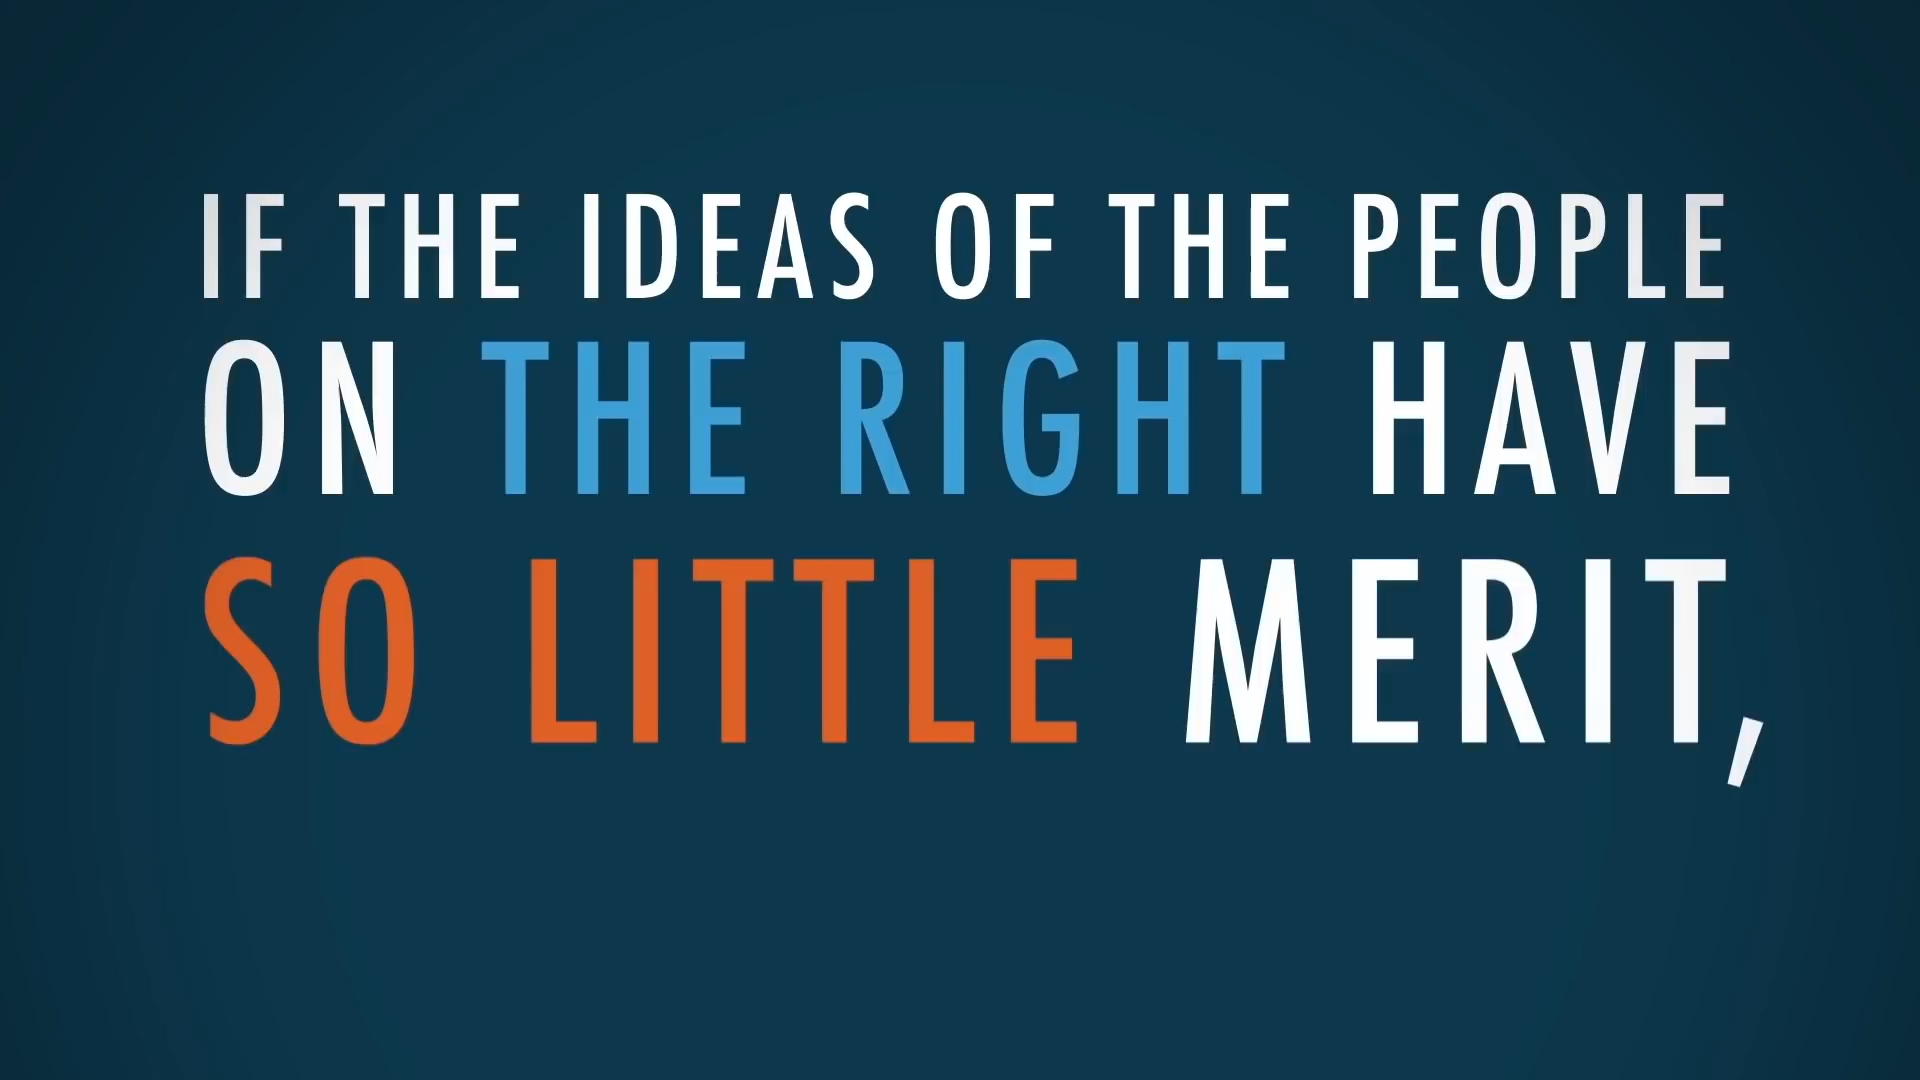 IF THE IDEAS OF THE PEOPLE
ON THE RIGHT HAVE
SO LITTLE MERIT,